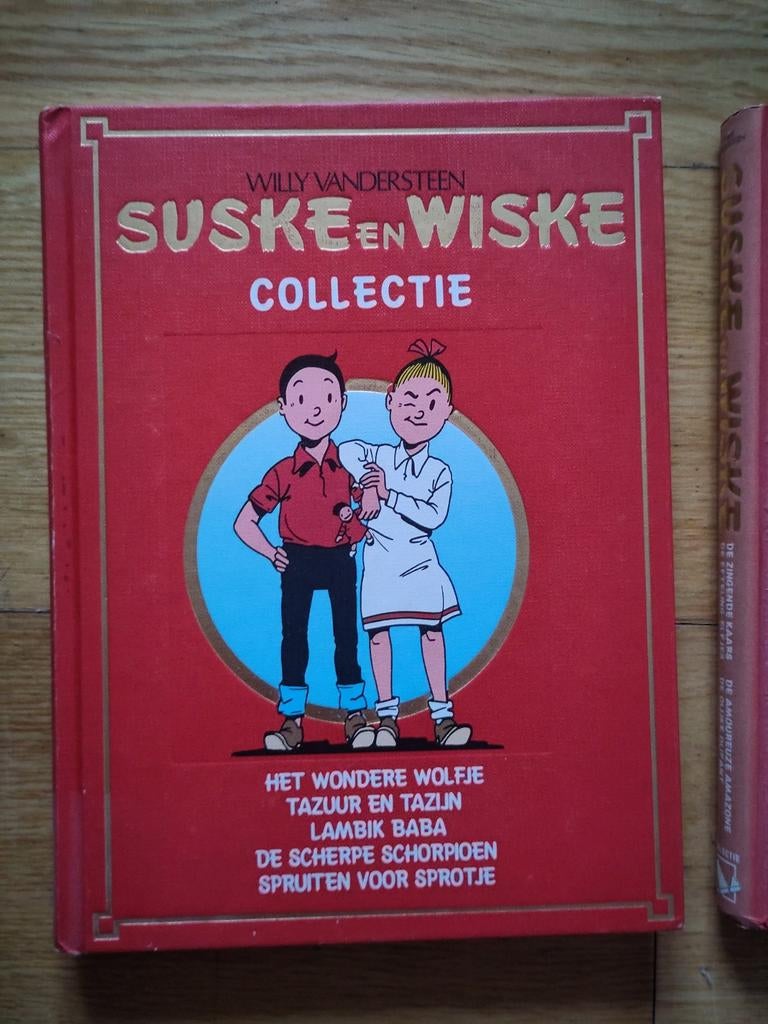 WILLY VANDERSTEEN
SUSKE EN WISKE
COLLECTIE
HET WONDERE WOLFJE
TAZUUR EN TAZIJN
LAMBIK BABA
DE SCHERPE SCHORPIOEN
SPRUITEN VOOR SPROTJE
SUSKE EN WISKE
DE ZINGENDE KAARS DE AMOUREUZE AMAZONE